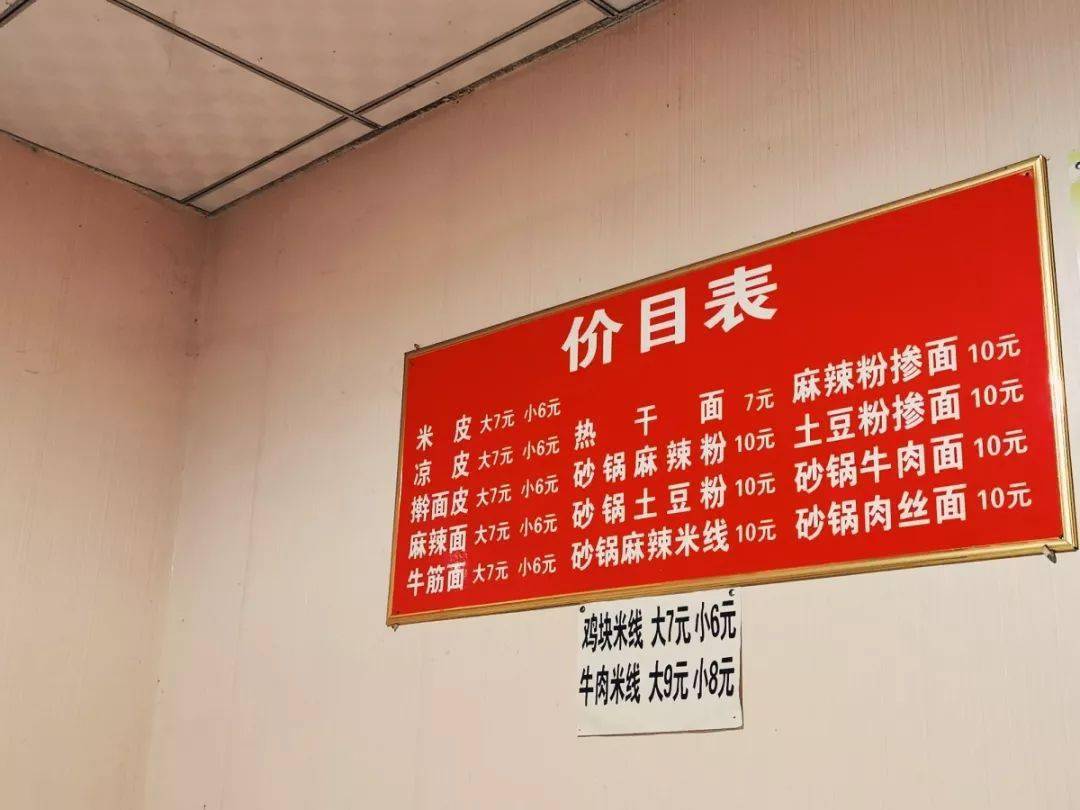 价目表
米皮 大7元 小6元
凉皮 大7元 小6元
擀面皮 大7元 小6元
麻辣面 大7元 小6元
牛筋面 大7元 小6元
热干面 7元
砂锅麻辣粉 10元
砂锅土豆粉 10元
砂锅麻辣米线 10元
麻辣粉掺面 10元
土豆粉掺面 10元
砂锅牛肉面 10元
砂锅肉丝面 10元
鸡块米线 大7元 小6元
牛肉米线 大9元 小8元